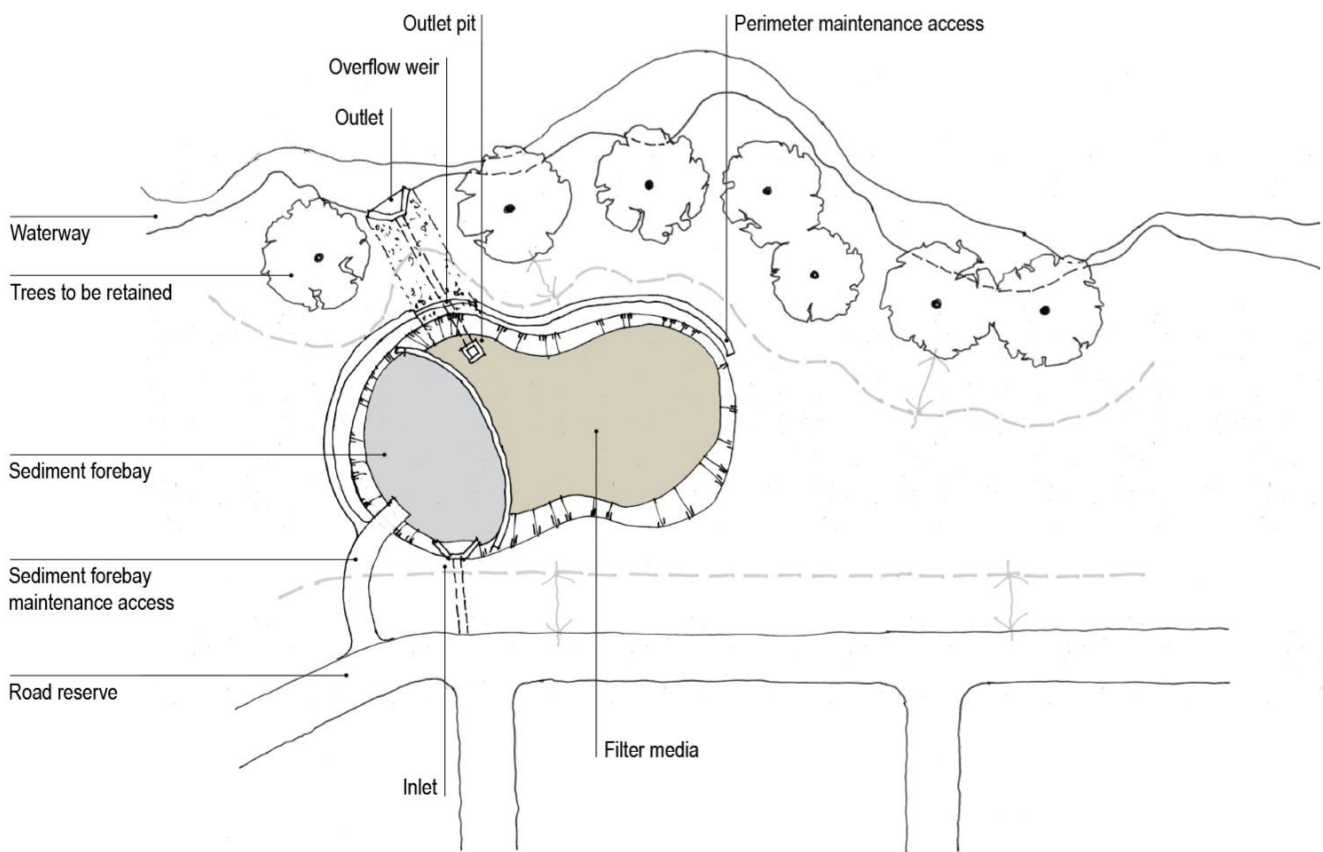 Outlet pit
Perimeter maintenance access
Overflow weir
Outlet
Waterway
Trees to be retained
Sediment forebay
Sediment forebay
maintenance access
Road reserve
Filter media
Inlet